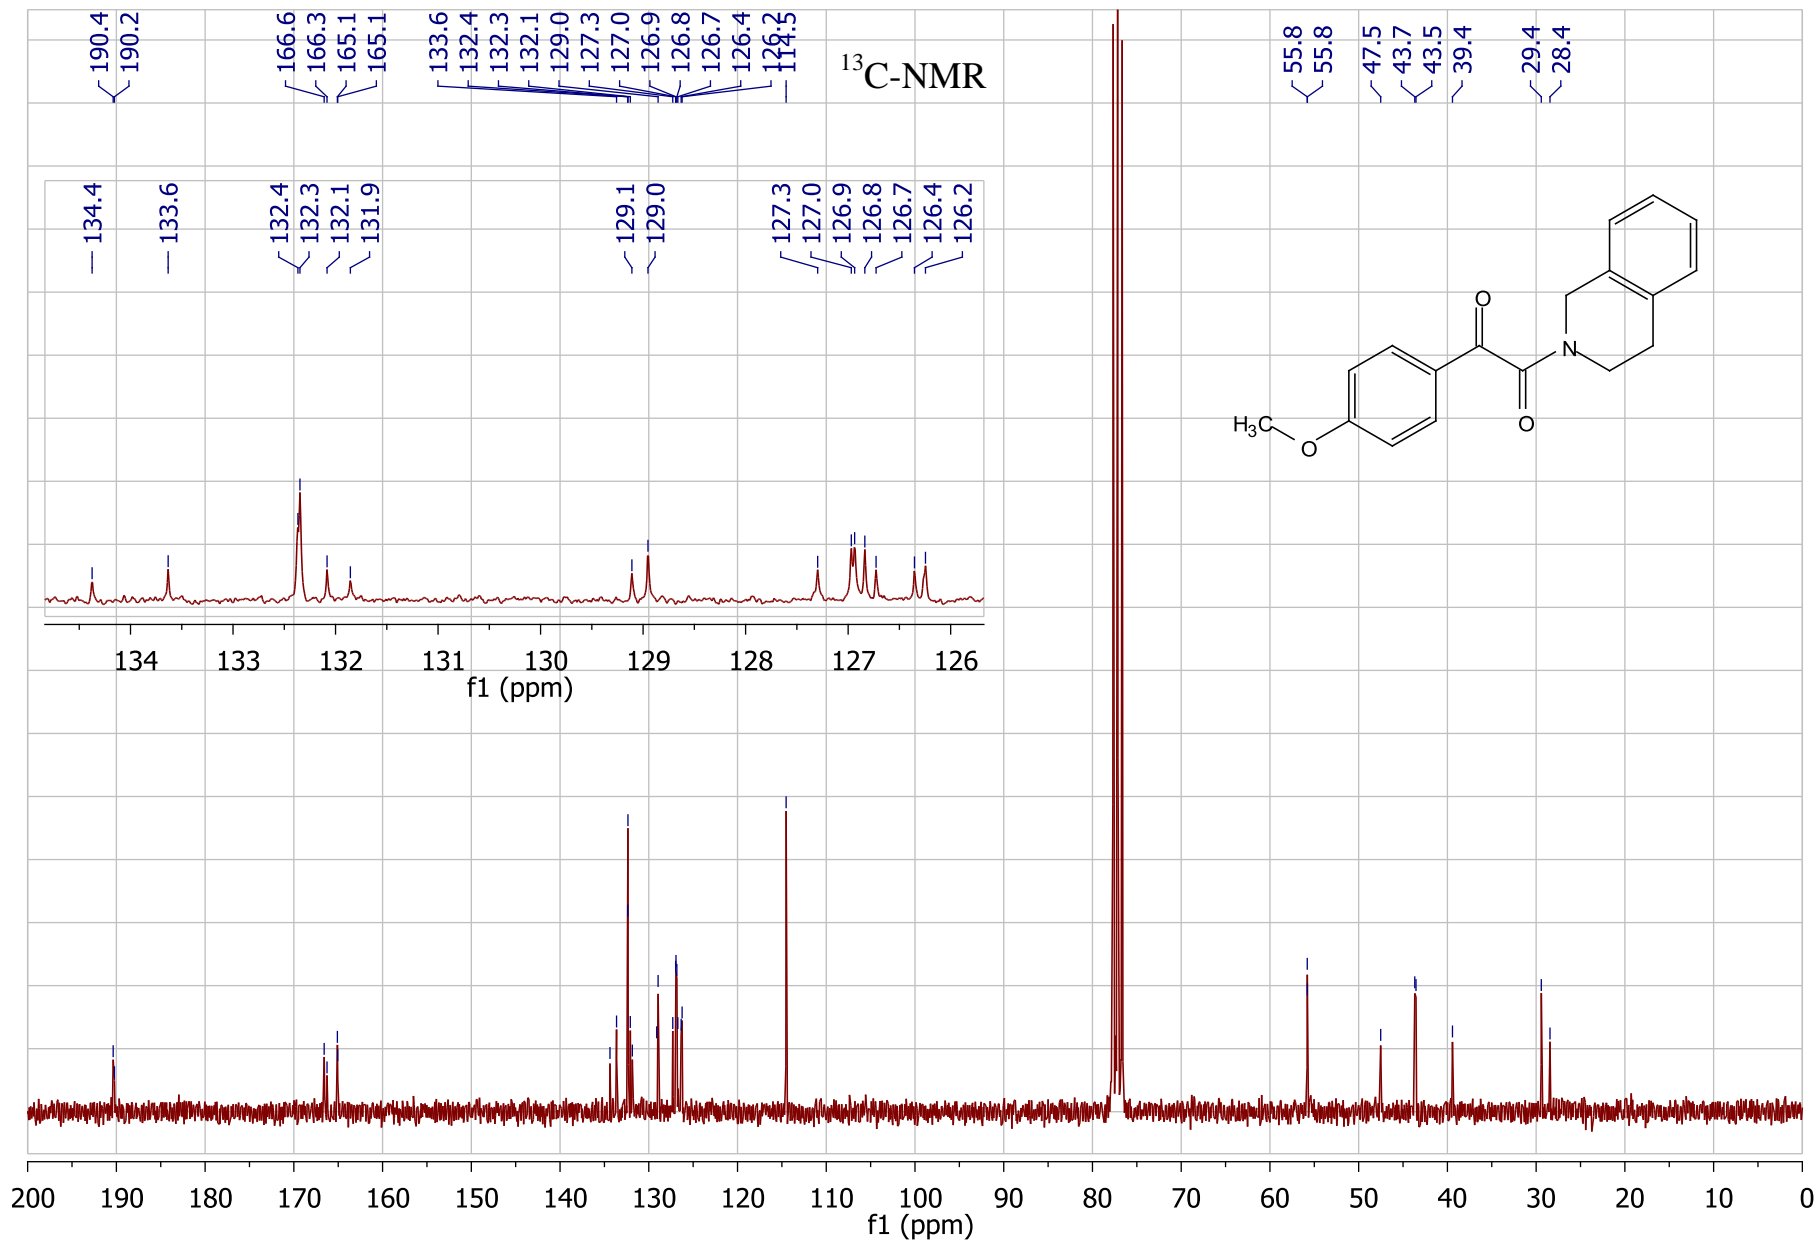 190.4 190.2 166.6 166.3 165.1 165.1 133.6 132.4 132.3 132.1 129.0 127.3 127.0 126.9 126.8 126.7 126.4 126.2 114.5 55.8 55.8 47.5 43.7 43.5 39.4 29.4 28.4
13C-NMR
134.4 133.6 132.4 132.3 132.1 131.9 129.1 129.0 127.3 127.0 126.9 126.8 126.7 126.4 126.2
134 133 132 131 130 129 128 127 126
f1 (ppm)
O
N
O
H3C
O
200 190 180 170 160 150 140 130 120 110 100 90 80 70 60 50 40 30 20 10 0
f1 (ppm)